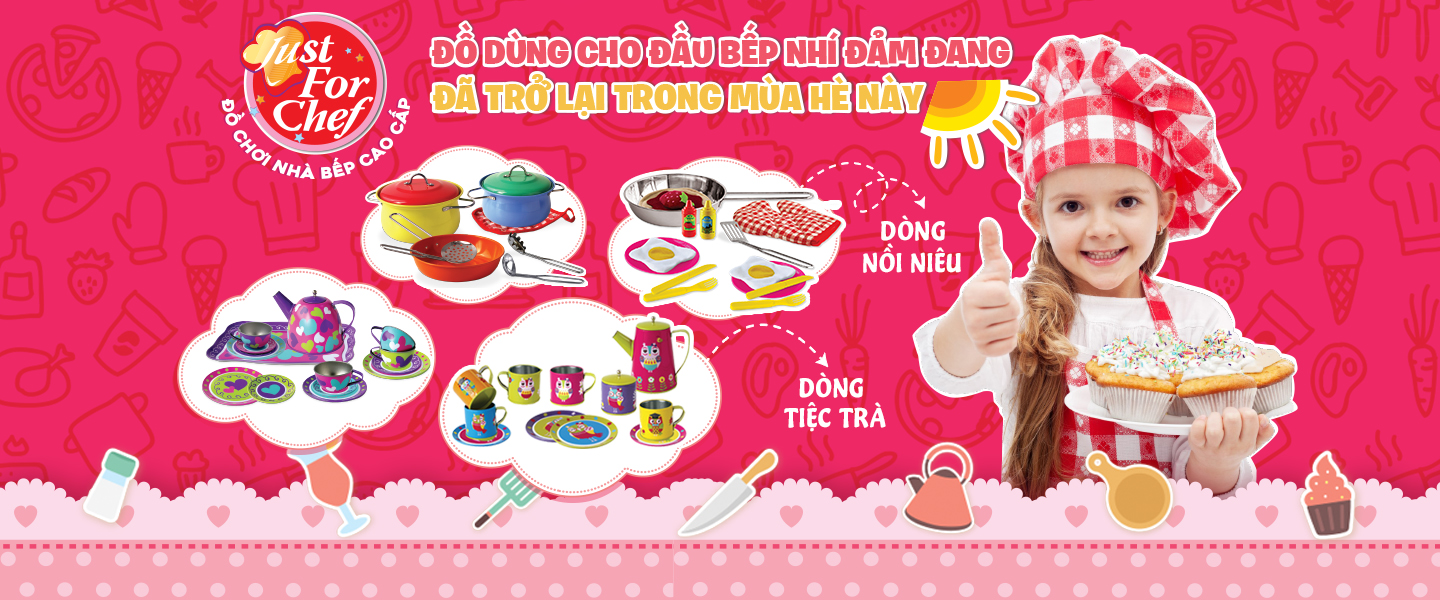 Just
For
Chef
ĐỒ CHƠI NHÀ BẾP CAO CẤP
ĐỒ DÙNG CHO ĐẦU BẾP NHÍ ĐẢM ĐANG
ĐÃ TRỞ LẠI TRONG MÙA HÈ NÀY
DÒNG
NỒI NIÊU
DÒNG
TIỆC TRÀ